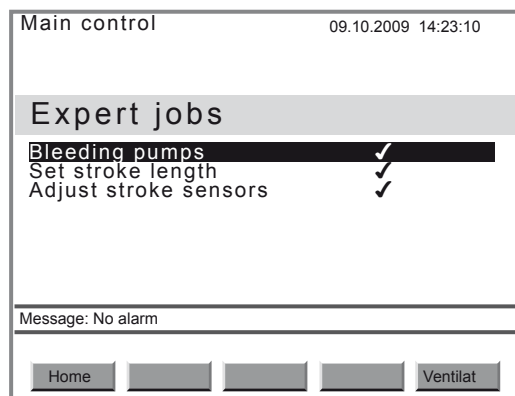 Main control 09.10.2009 14:23:10
Expert jobs
Bleeding pumps ✓
Set stroke length ✓
Adjust stroke sensors ✓
Message: No alarm
Home Ventilat